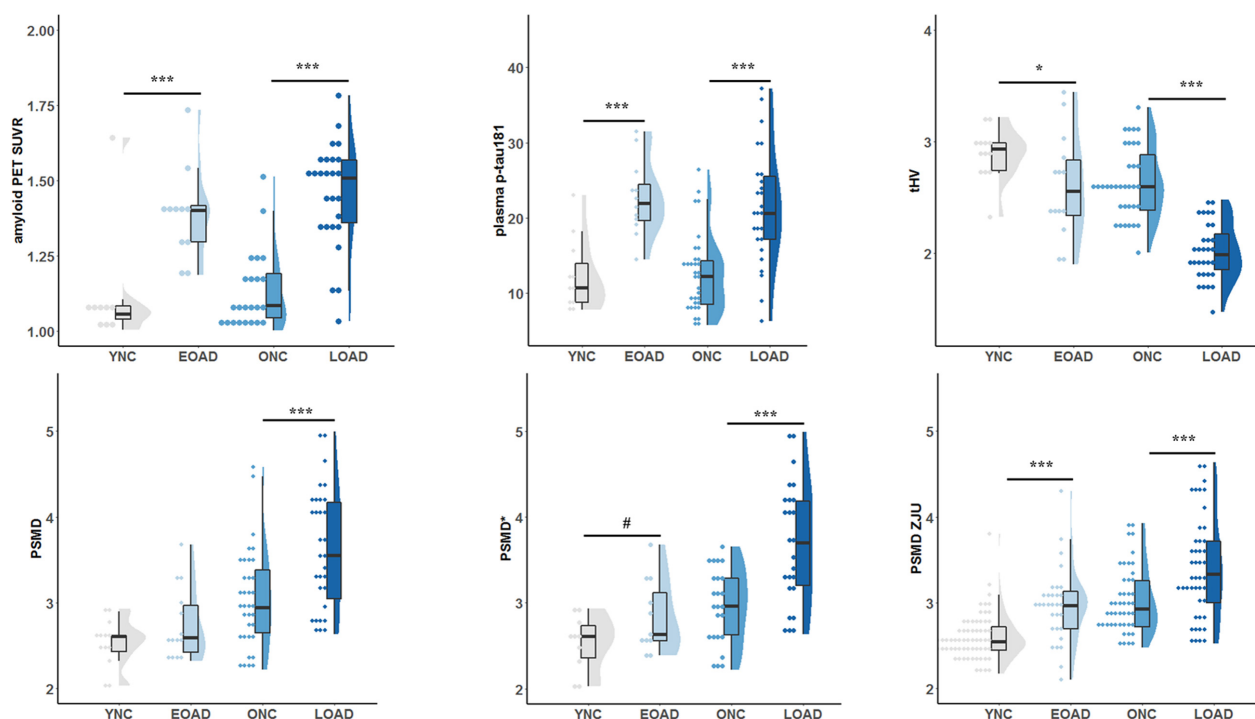 amyloid PET SUVR
2.00
1.75
1.50
1.25
1.00
***
***
YNC EOAD ONC LOAD
plasma p-tau181
40
30
20
10
***
***
YNC EOAD ONC LOAD
tHV
4
3
2
*
***
YNC EOAD ONC LOAD
PSMD
5
4
3
2
***
YNC EOAD ONC LOAD
PSMD*
5
4
3
2
#
***
YNC EOAD ONC LOAD
PSMD ZJU
5
4
3
2
***
***
YNC EOAD ONC LOAD